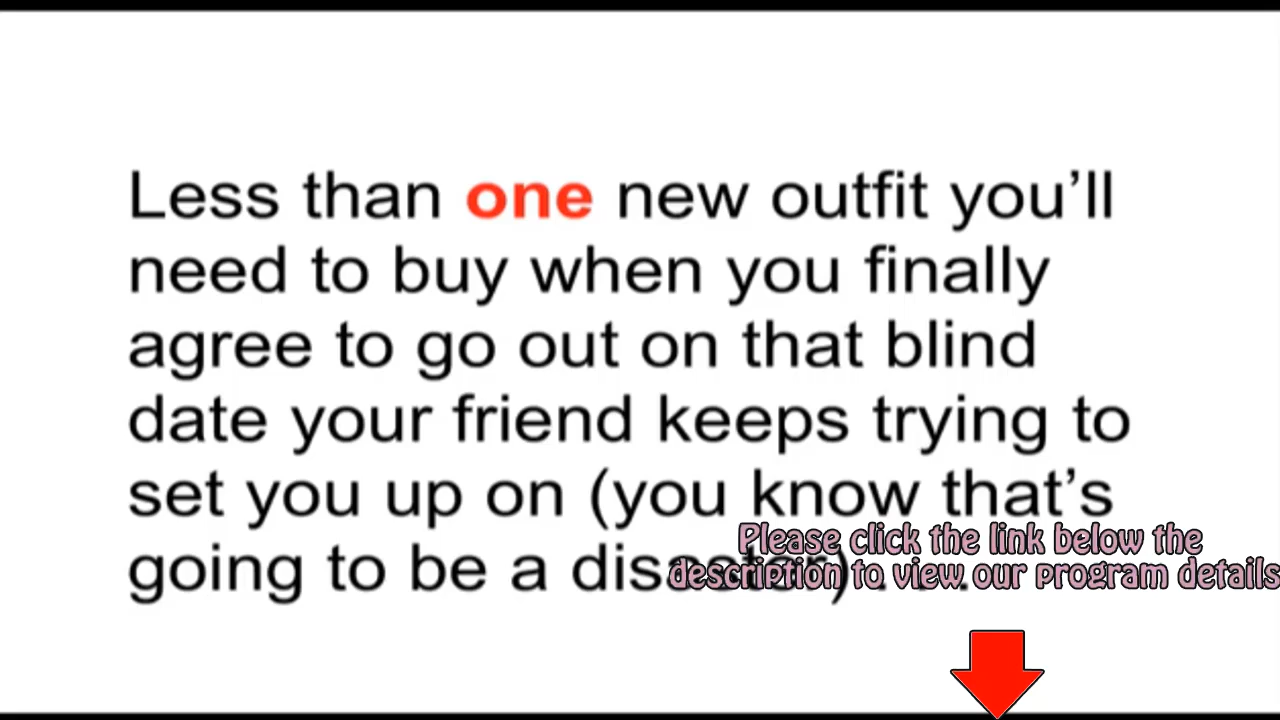 Less than one new outfit you’ll
need to buy when you finally
agree to go out on that blind
date your friend keeps trying to
set you up on (you know that’s
going to be a disaster)...
Please click the link below the
description to view our program details